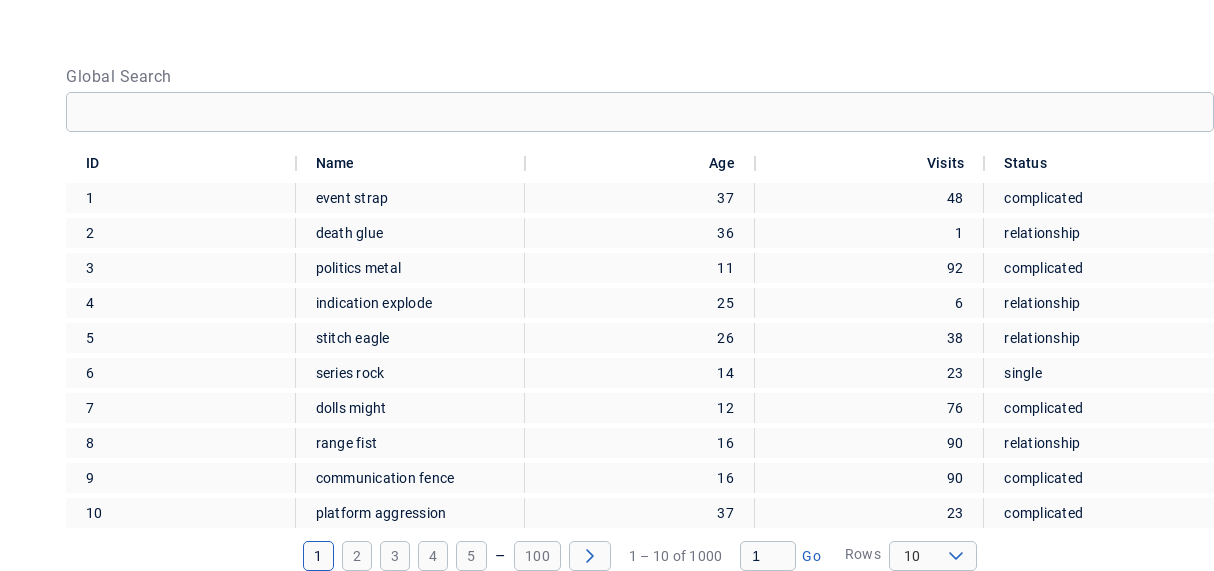 Global Search
ID Name Age Visits Status
1 event strap 37 48 complicated
2 death glue 36 1 relationship
3 politics metal 11 92 complicated
4 indication explode 25 6 relationship
5 stitch eagle 26 38 relationship
6 series rock 14 23 single
7 dolls might 12 76 complicated
8 range fist 16 90 relationship
9 communication fence 16 90 complicated
10 platform aggression 37 23 complicated
1 2 3 4 5 – 100 1 – 10 of 1000 1 Go Rows 10